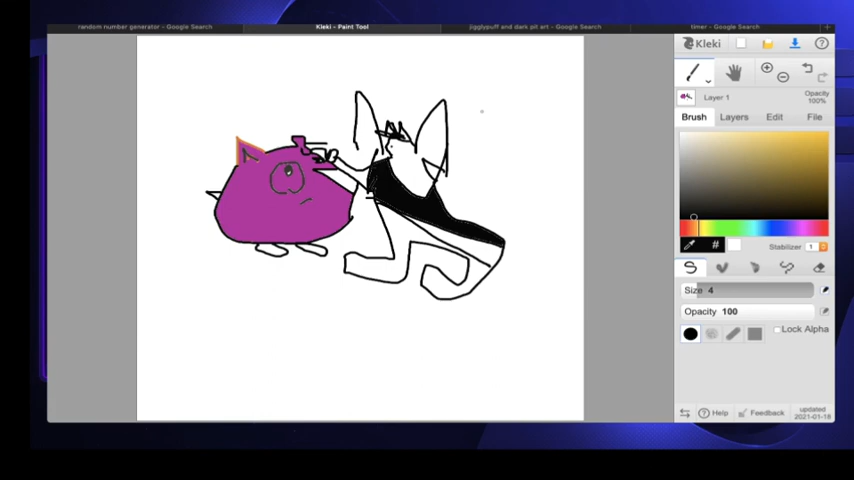 random number generator - Google Search
Kleki - Paint Tool
jigglypuff and dark pit art - Google Search
timer - Google Search
Kleki
Layer 1
Opacity
100%
Brush
Layers
Edit
File
#
Stabilizer 1
Size 4
Opacity 100
Lock Alpha
Help
Feedback
updated
2021-01-18